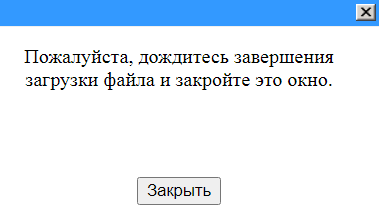 Пожалуйста, дождитесь завершения
загрузки файла и закройте это окно.
Закрыть